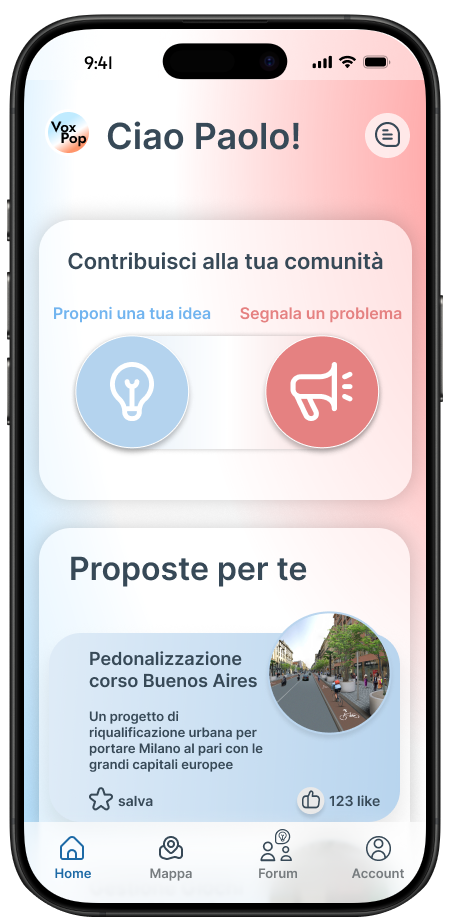 9:41
Vox
Pop
Ciao Paolo!
Contribuisci alla tua comunità
Proponi una tua idea
Segnala un problema
Proposte per te
Pedonalizzazione
corso Buenos Aires
Un progetto di
riqualificazione urbana per
portare Milano al pari con le
grandi capitali europee
salva
123 like
Home
Mappa
Forum
Account